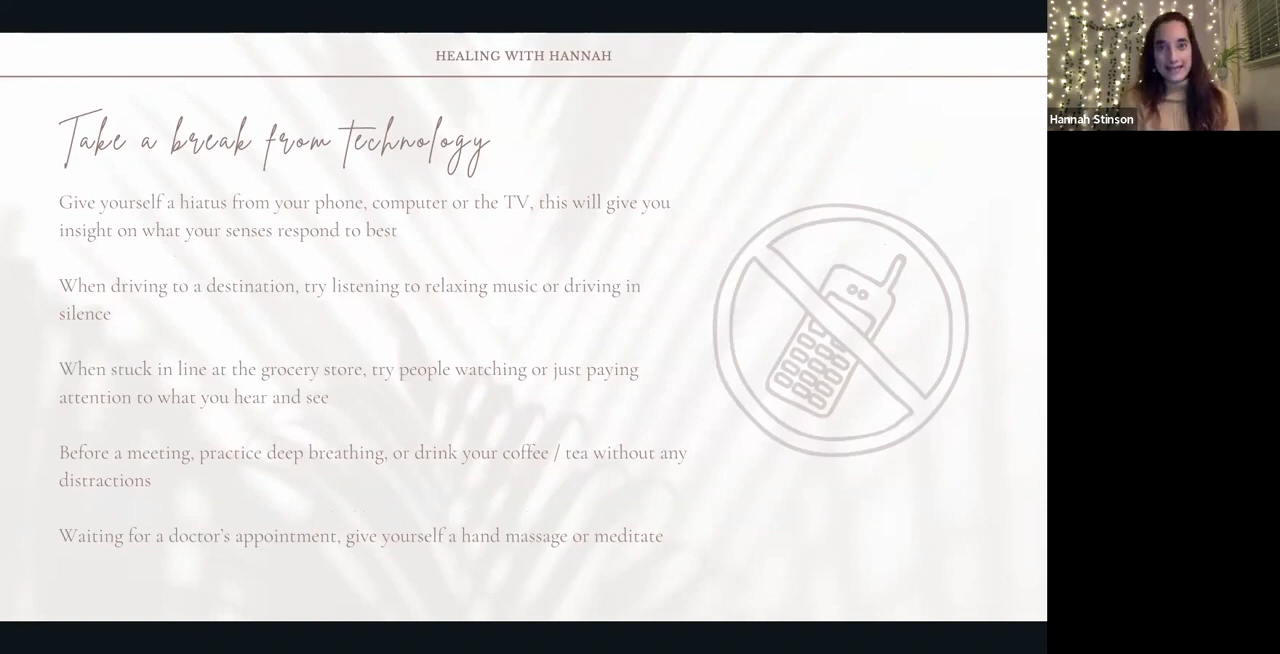 HEALING WITH HANNAH
Take a break from technology
Give yourself a hiatus from your phone, computer or the TV, this will give you
insight on what your senses respond to best
When driving to a destination, try listening to relaxing music or driving in
silence
When stuck in line at the grocery store, try people watching or just paying
attention to what you hear and see
Before a meeting, practice deep breathing, or drink your coffee / tea without any
distractions
Waiting for a doctor’s appointment, give yourself a hand massage or meditate
Hannah Stinson